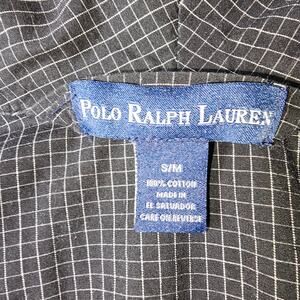 POLO RALPH LAUREN
S/M
100% COTTON
MADE IN
EL SALVADOR
CARE ON REVERSE